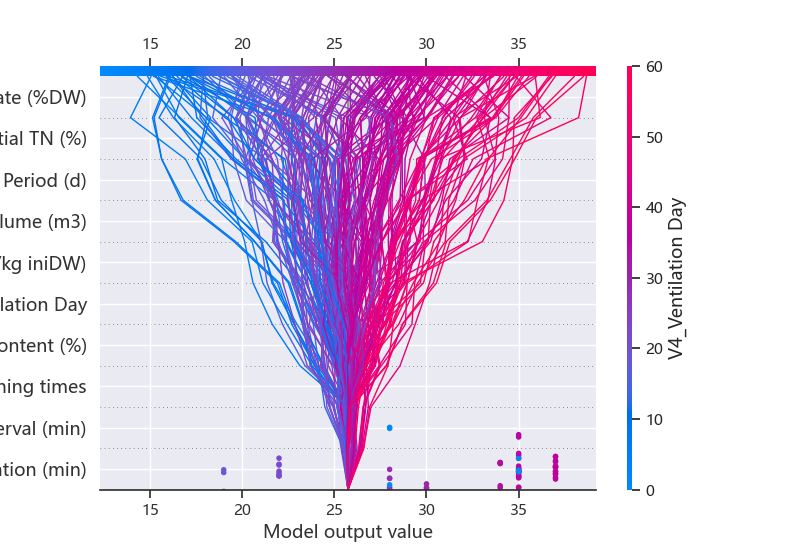 15 20 25 30 35
60
ate (%DW)
50
tial TN (%)
Period (d)
40
lume (m3)
/kg iniDW)
30
lation Day
V4_Ventilation Day
20
ontent (%)
ning times
10
erval (min)
ation (min)
0
15 20 25 30 35
Model output value